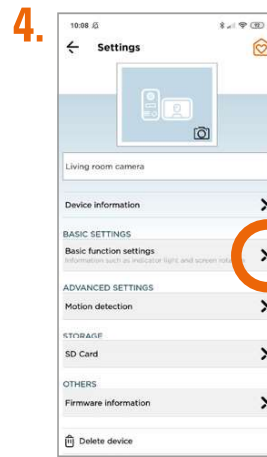 4.
10:08
Settings
Living room camera
Device information
BASIC SETTINGS
Basic function settings
Information such as indicator light and screen
ADVANCED SETTINGS
Motion detection
STORAGE
SD Card
OTHERS
Firmware information
Delete device